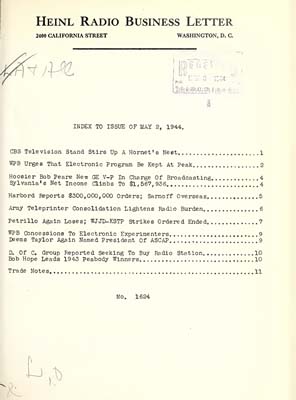 HEINL RADIO BUSINESS LETTER
2400 CALIFORNIA STREET WASHINGTON, D. C.
INDEX TO ISSUE OF MAY 2, 1944.
CBS Television Stand Stirs Up A Hornet's Nest....................1
WPB Urges That Electronic Program Be Kept At Peak................2
Hoosier Bob Peare New GE V-P In Charge Of Broadcasting...........4
Sylvania's Net Income Climbs To $1,567,936.......................4
Harbord Reports $300,000,000 Orders; Sarnoff Overseas............5
Army Teleprinter Consolidation Lightens Radio Burden.............6
Petrillo Again Loses; WJJD-KSTP Strikes Ordered Ended............7
WPB Concessions To Electronic Experimenters......................9
Deems Taylor Again Named President Of ASCAP......................9
D. Of C. Group Reported Seeking To Buy Radio Station.............10
Bob Hope Leads 1943 Peabody Winners..............................10
Trade Notes......................................................11
No. 1624